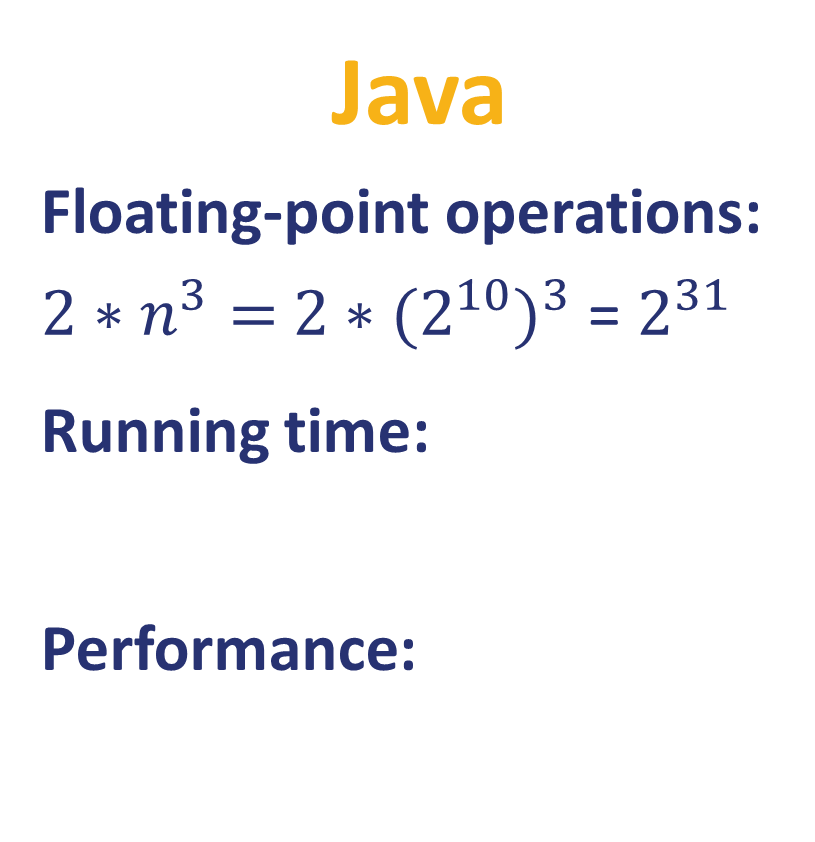 Java
Floating-point operations:
2 ∗ n³ = 2 ∗ (2¹⁰)³ = 2³¹
Running time:
Performance: